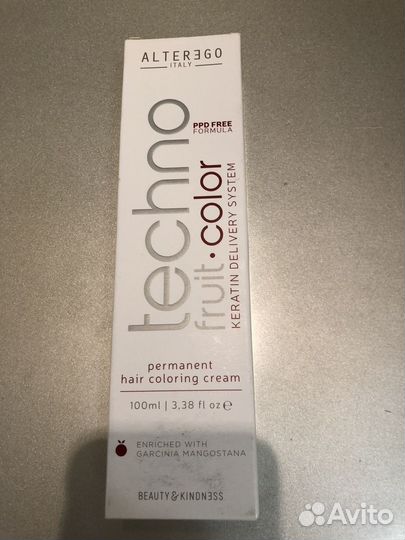 ALTERƎGO
ITALY
techno
fruit · color
PPD FREE
FORMULA
KERATIN DELIVERY SYSTEM
permanent
hair coloring cream
100ml | 3,38 fl oz ℮
ENRICHED WITH
GARCINIA MANGOSTANA
BEAUTY & KINDNESS
Avito